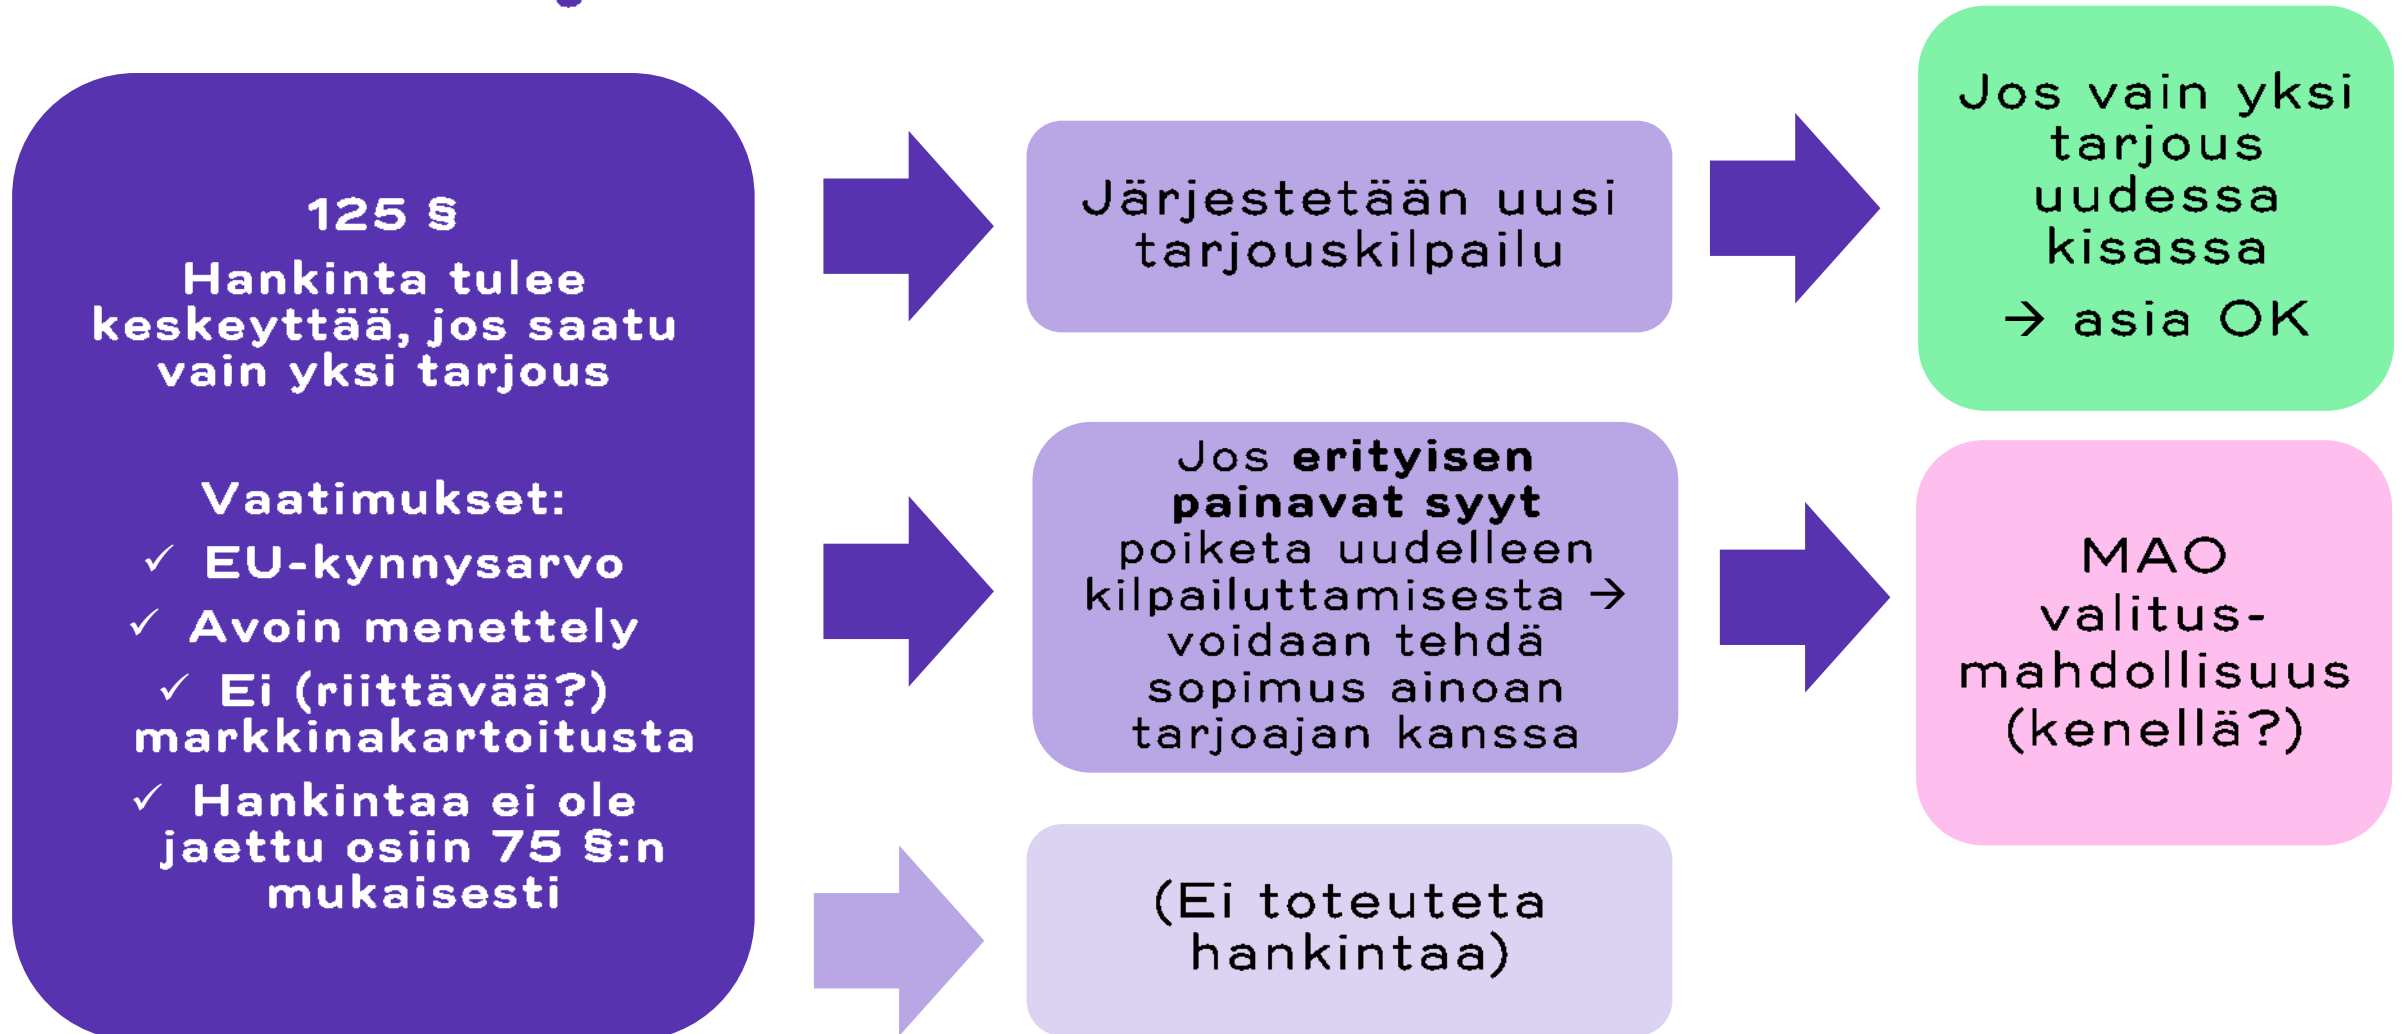 125 §
Hankinta tulee
keskeyttää, jos saatu
vain yksi tarjous
Vaatimukset:
✓ EU-kynnysarvo
✓ Avoin menettely
✓ Ei (riittävää?)
markkinakartoitusta
✓ Hankintaa ei ole
jaettu osiin 75 §:n
mukaisesti
Järjestetään uusi
tarjouskilpailu
Jos vain yksi
tarjous
uudessa
kisassa
→ asia OK
Jos erityisen
painavat syyt
poiketa uudelleen
kilpailuttamisesta →
voidaan tehdä
sopimus ainoan
tarjoajan kanssa
MAO
valitus-
mahdollisuus
(kenellä?)
(Ei toteuteta
hankintaa)